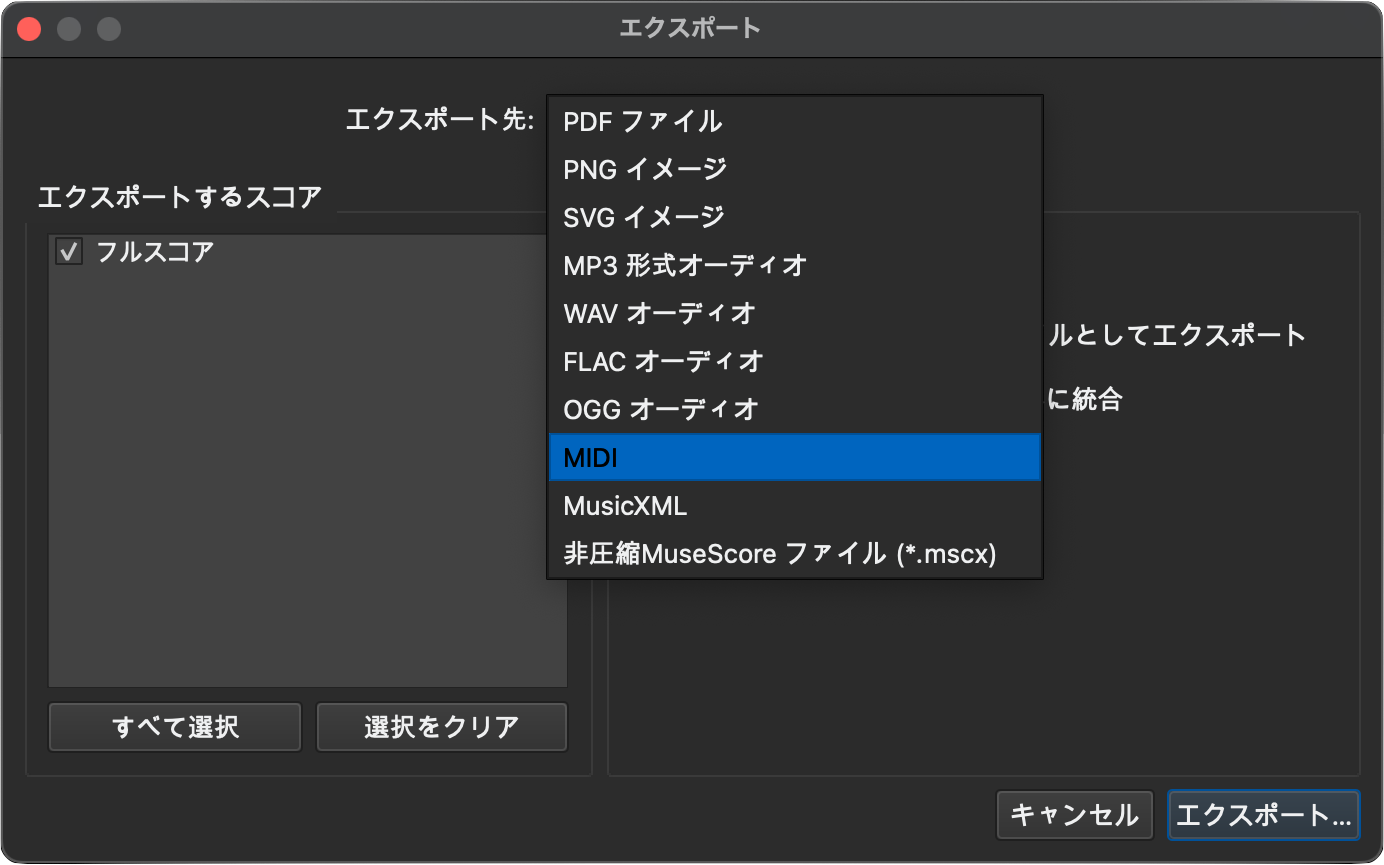 エクスポート
エクスポート先:
PDF ファイル
PNG イメージ
SVG イメージ
MP3 形式オーディオ
WAV オーディオ
FLAC オーディオ
OGG オーディオ
MIDI
MusicXML
非圧縮MuseScore ファイル (*.mscx)
エクスポートするスコア
フルスコア
ルとしてエクスポート
に統合
すべて選択
選択をクリア
キャンセル
エクスポート...